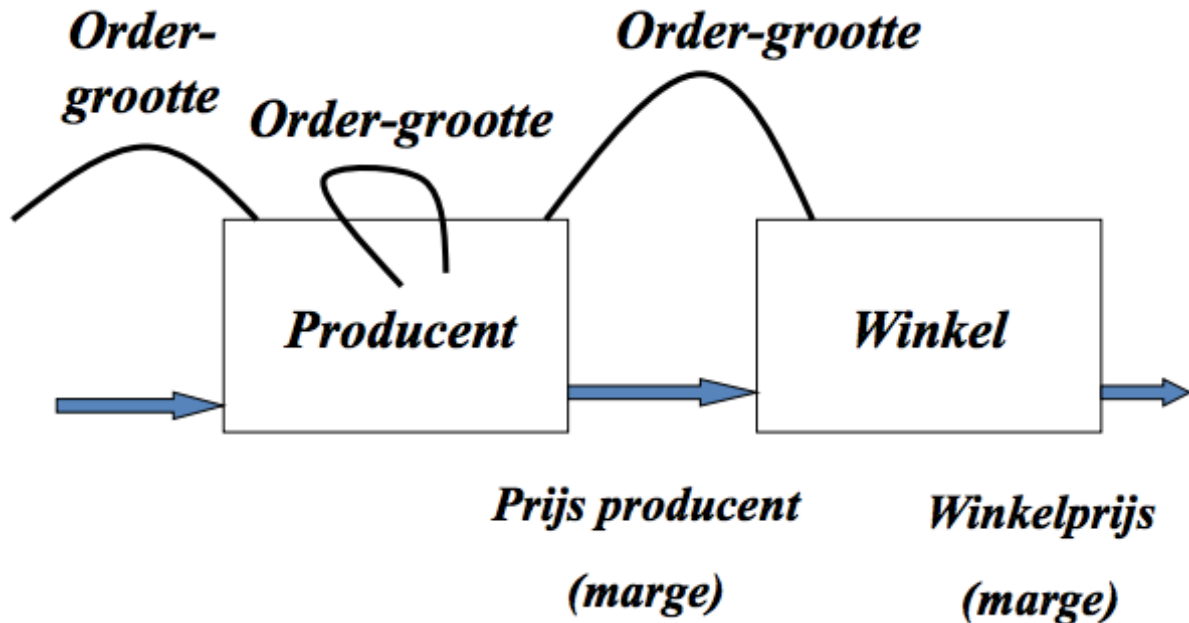 Order-
grootte
Order-grootte
Order-grootte
Producent
Winkel
Prijs producent
(marge)
Winkelprijs
(marge)